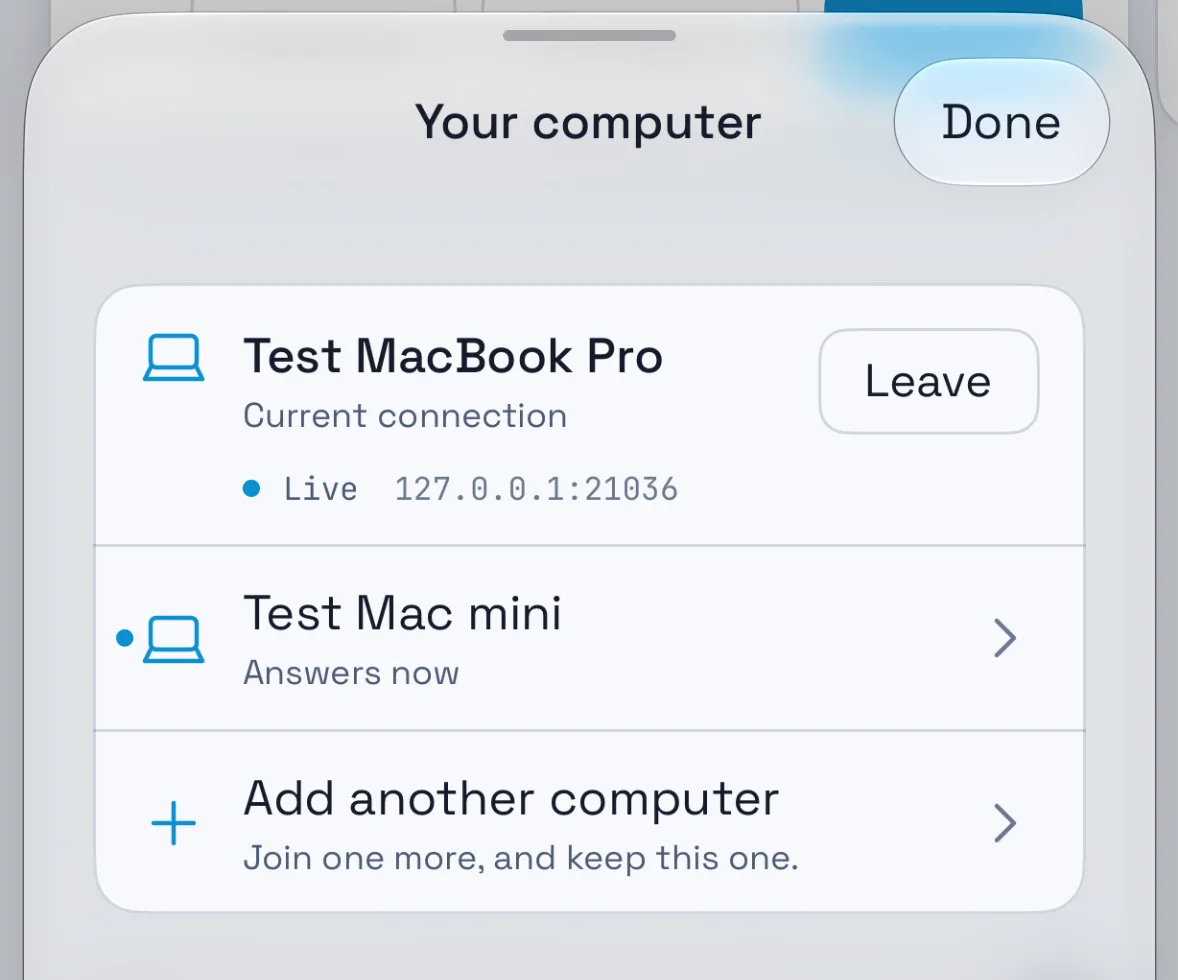 Your computer
Done
Test MacBook Pro
Leave
Current connection
Live 127.0.0.1:21036
Test Mac mini
Answers now
Add another computer
Join one more, and keep this one.